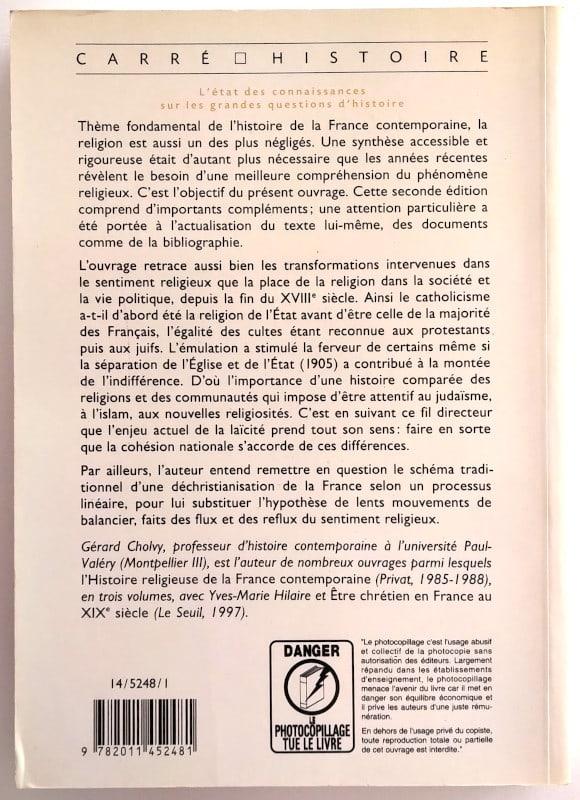 CARRÉ □ HISTOIRE
L'état des connaissances
sur les grandes questions d'histoire
Thème fondamental de l'histoire de la France contemporaine, la
religion est aussi un des plus négligés. Une synthèse accessible et
rigoureuse était d'autant plus nécessaire que les années récentes
révèlent le besoin d'une meilleure compréhension du phénomène
religieux. C'est l'objectif du présent ouvrage. Cette seconde édition
comprend d'importants compléments ; une attention particulière a
été portée à l'actualisation du texte lui-même, des documents
comme de la bibliographie.
L'ouvrage retrace aussi bien les transformations intervenues dans
le sentiment religieux que la place de la religion dans la société et
la vie politique, depuis la fin du XVIIIe siècle. Ainsi le catholicisme
a-t-il d'abord été la religion de l'État avant d'être celle de la majorité
des Français, l'égalité des cultes étant reconnue aux protestants
puis aux juifs. L'émulation a stimulé la ferveur de certains même si
la séparation de l'Église et de l'État (1905) a contribué à la montée
de l'indifférence. D'où l'importance d'une histoire comparée des
religions et des communautés qui impose d'être attentif au judaïsme,
à l'islam, aux nouvelles religiosités. C'est en suivant ce fil directeur
que l'enjeu actuel de la laïcité prend tout son sens : faire en sorte
que la cohésion nationale s'accorde de ces différences.
Par ailleurs, l'auteur entend remettre en question le schéma tradi-
tionnel d'une déchristianisation de la France selon un processus
linéaire, pour lui substituer l'hypothèse de lents mouvements de
balancier, faits des flux et des reflux du sentiment religieux.
Gérard Cholvy, professeur d'histoire contemporaine à l'université Paul-
Valéry (Montpellier III), est l'auteur de nombreux ouvrages parmi lesquels
l'Histoire religieuse de la France contemporaine (Privat, 1985-1988),
en trois volumes, avec Yves-Marie Hilaire et Être chrétien en France au
XIXe siècle (Le Seuil, 1997).
14/5248/1
9 782011 452481
DANGER
LE
PHOTOCOPILLAGE
TUE LE LIVRE
"Le photocopillage c'est l'usage abusif
et collectif de la photocopie sans
autorisation des éditeurs. Largement
répandu dans les établissements
d'enseignement, le photocopillage
menace l'avenir du livre car il met en
danger son équilibre économique et
il prive les auteurs d'une juste rému-
nération.
En dehors de l'usage privé du copiste,
toute reproduction totale ou partielle
de cet ouvrage est interdite."